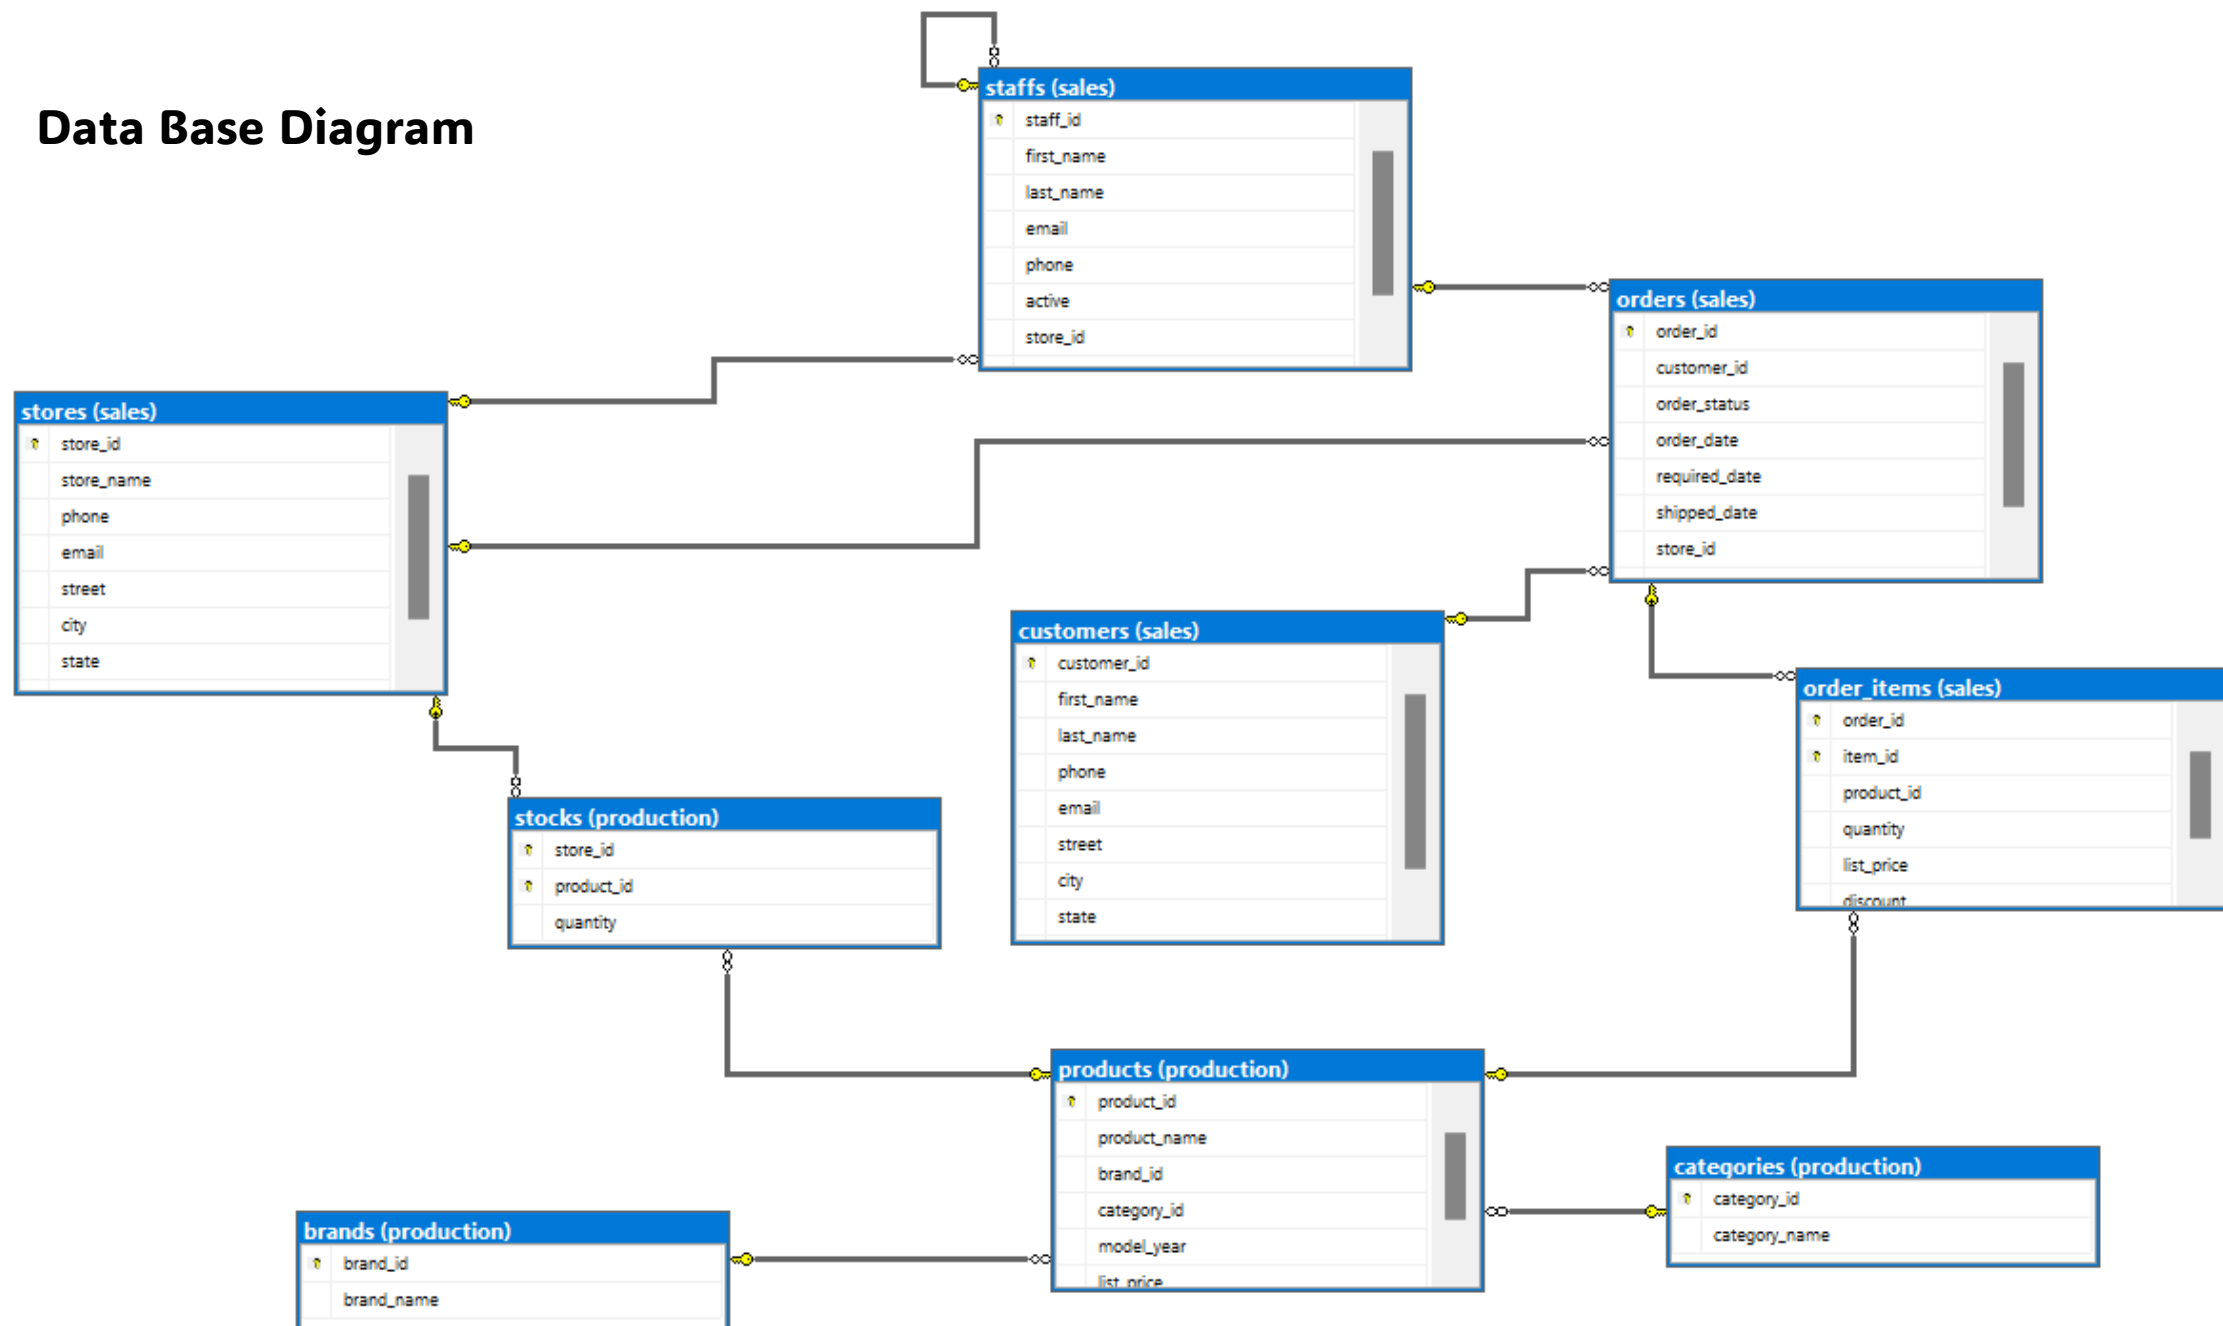 Data Base Diagram
staffs (sales)
staff_id
first_name
last_name
email
phone
active
store_id
orders (sales)
order_id
customer_id
order_status
order_date
required_date
shipped_date
store_id
stores (sales)
store_id
store_name
phone
email
street
city
state
customers (sales)
customer_id
first_name
last_name
phone
email
street
city
state
order_items (sales)
order_id
item_id
product_id
quantity
list_price
discount
stocks (production)
store_id
product_id
quantity
products (production)
product_id
product_name
brand_id
category_id
model_year
list_price
categories (production)
category_id
category_name
brands (production)
brand_id
brand_name